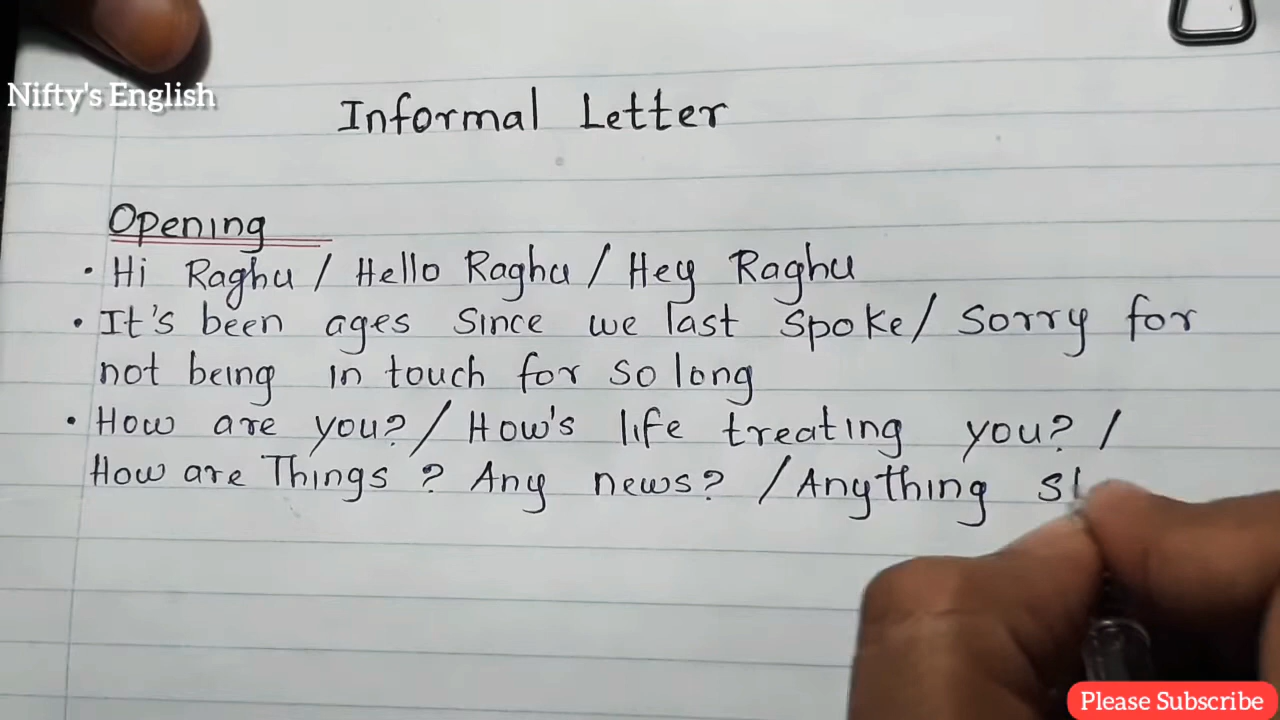 Nifty's English
Informal Letter
Opening
• Hi Raghu / Hello Raghu / Hey Raghu
• It's been ages since we last spoke / Sorry for
not being in touch for so long
• How are you? / How's life treating you? /
How are Things? Any news? / Anything
Please Subscribe